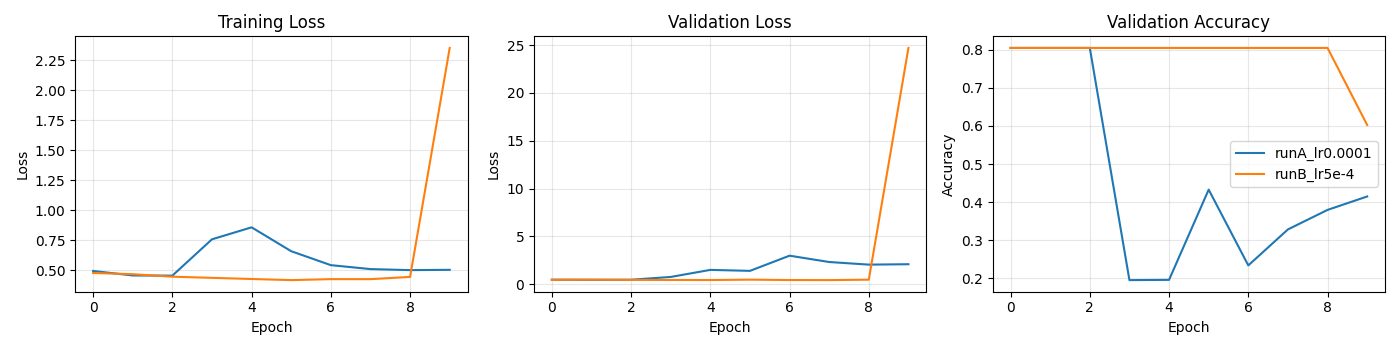 Training Loss
Loss
2.25
2.00
1.75
1.50
1.25
1.00
0.75
0.50
0 2 4 6 8
Epoch
Validation Loss
Loss
25
20
15
10
5
0
0 2 4 6 8
Epoch
Validation Accuracy
Accuracy
0.8
0.7
0.6
0.5
0.4
0.3
0.2
runA_lr0.0001
runB_lr5e-4
0 2 4 6 8
Epoch